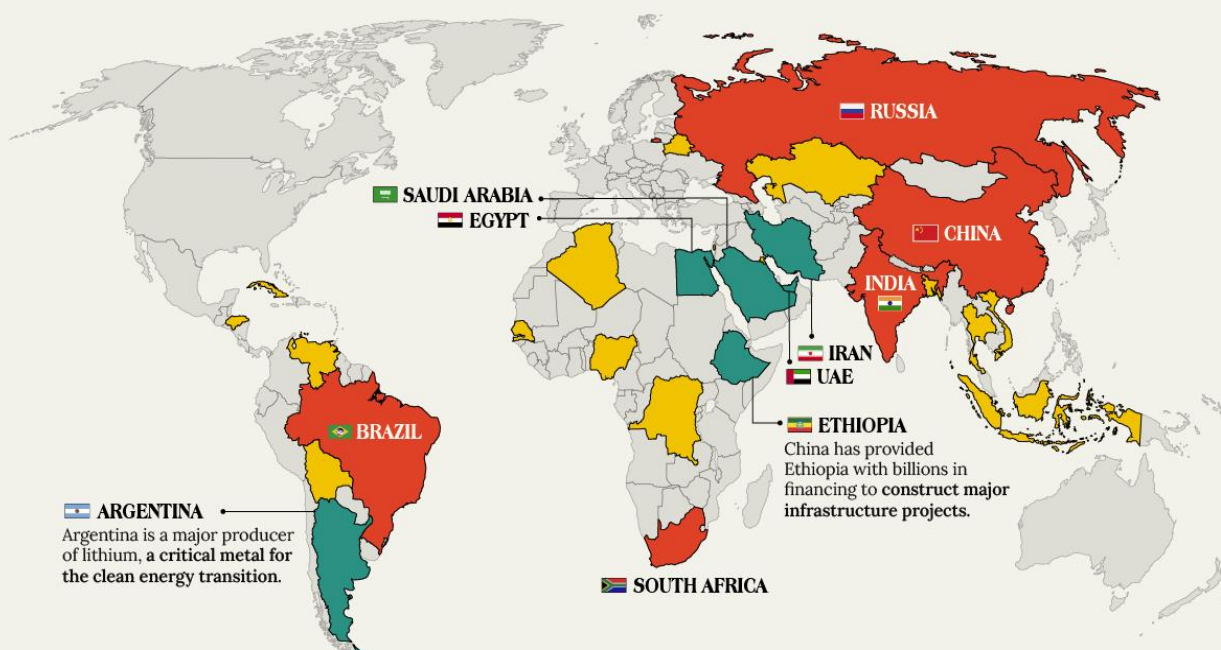 RUSSIA
SAUDI ARABIA
EGYPT
CHINA
INDIA
IRAN
UAE
BRAZIL
ETHIOPIA
China has provided
Ethiopia with billions in
financing to construct major
infrastructure projects.
ARGENTINA
Argentina is a major producer
of lithium, a critical metal for
the clean energy transition.
SOUTH AFRICA